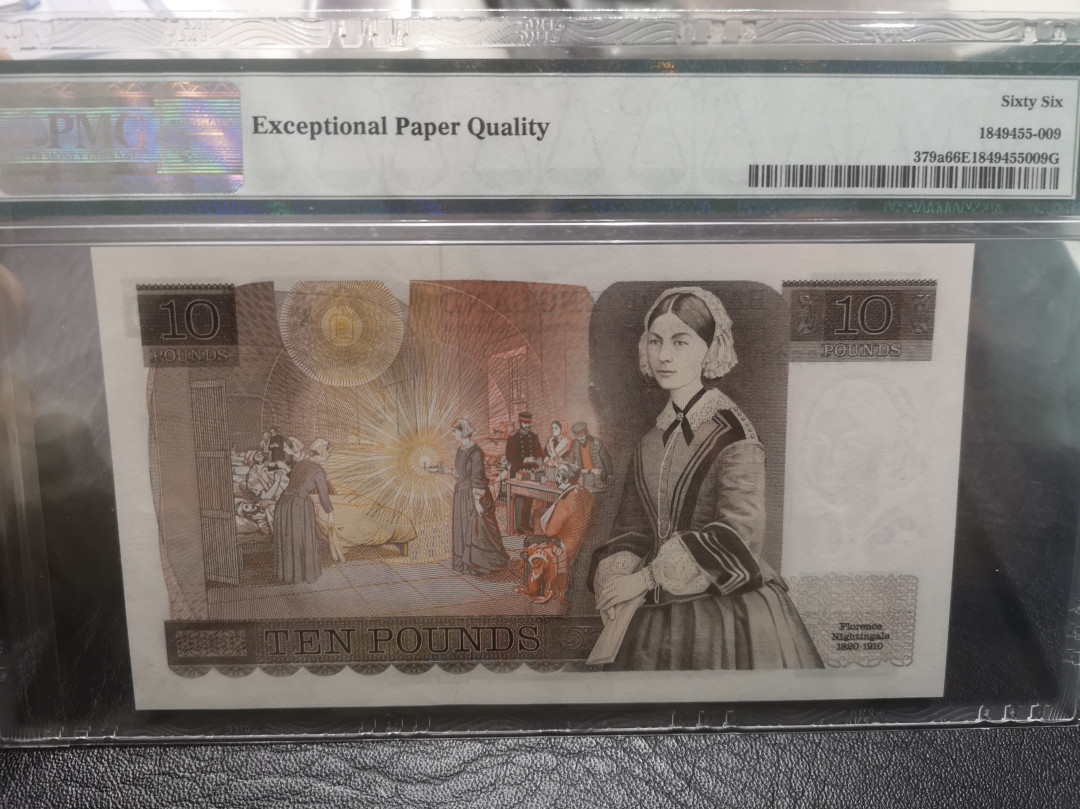 PMG
Exceptional Paper Quality
Sixty Six
1849455-009
379a66E1849455009G
10
POUNDS
10
POUNDS
TEN POUNDS
Florence
Nightingale
1820-1910